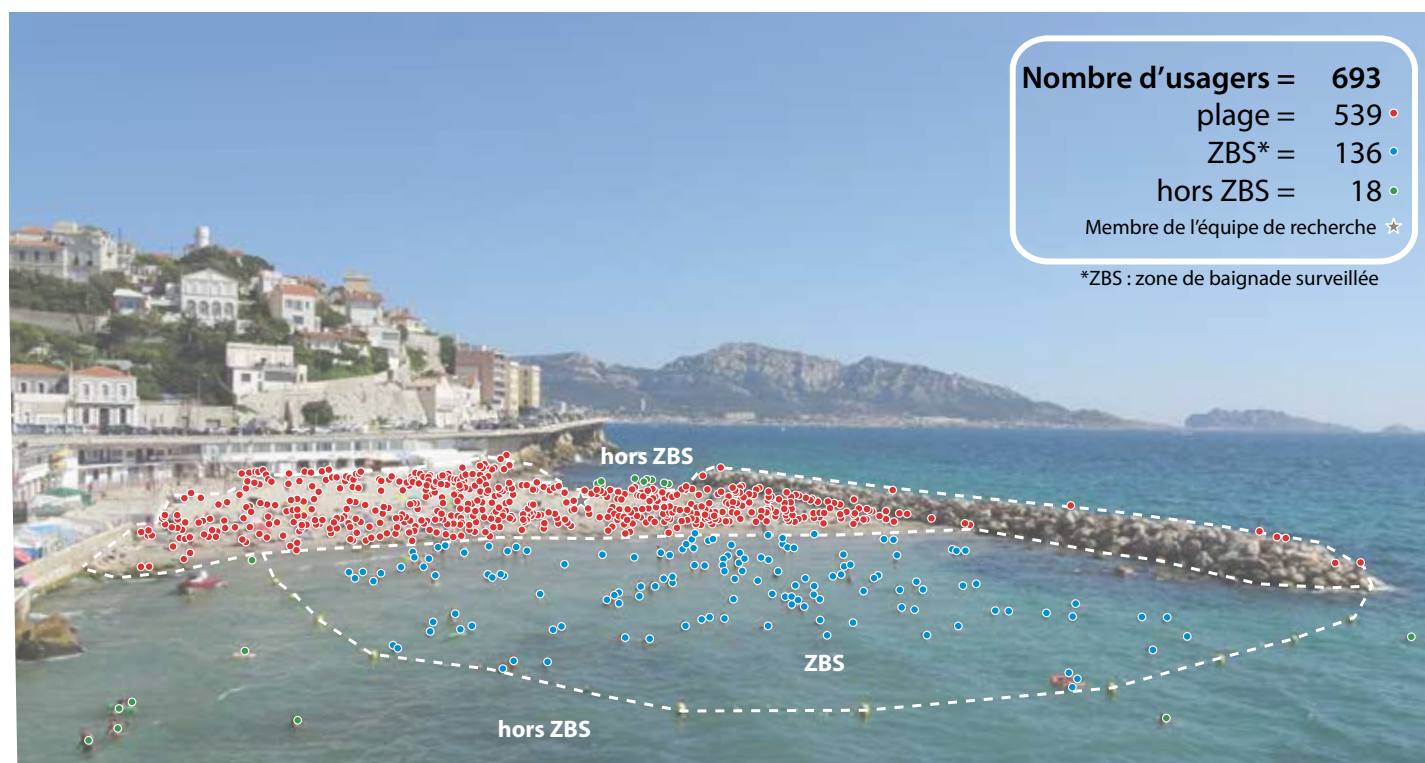 Nombre d'usagers = 693
plage = 539
ZBS* = 136
hors ZBS = 18
Membre de l'équipe de recherche
*ZBS : zone de baignade surveillée
hors ZBS
ZBS
hors ZBS